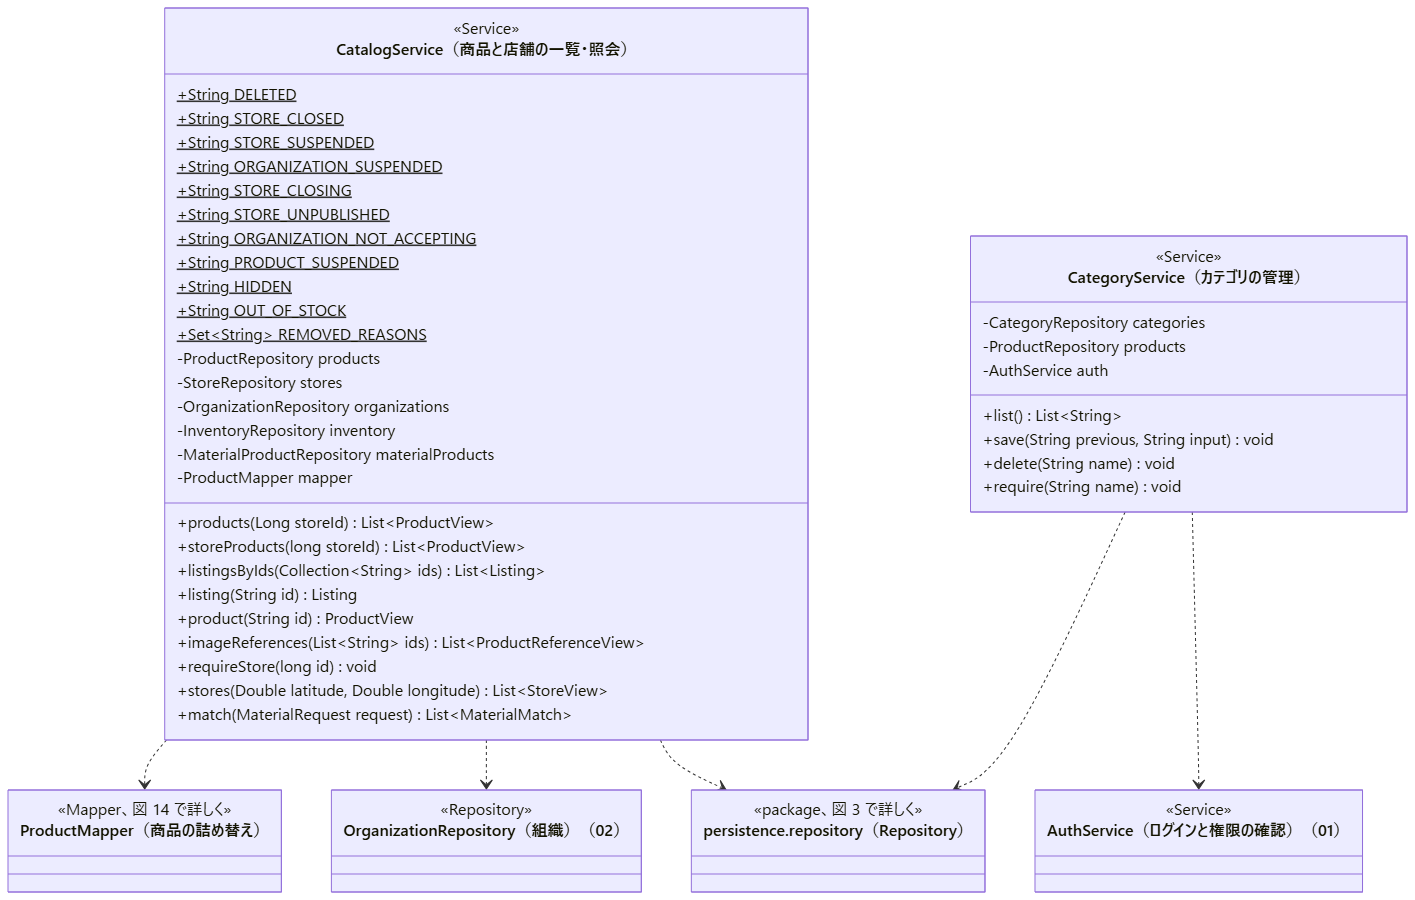 «Service»
CatalogService（商品と店舗の一覧・照会）
+String DELETED
+String STORE_CLOSED
+String STORE_SUSPENDED
+String ORGANIZATION_SUSPENDED
+String STORE_CLOSING
+String STORE_UNPUBLISHED
+String ORGANIZATION_NOT_ACCEPTING
+String PRODUCT_SUSPENDED
+String HIDDEN
+String OUT_OF_STOCK
+Set<String> REMOVED_REASONS
-ProductRepository products
-StoreRepository stores
-OrganizationRepository organizations
-InventoryRepository inventory
-MaterialProductRepository materialProducts
-ProductMapper mapper
+products(Long storeId) : List<ProductView>
+storeProducts(long storeId) : List<ProductView>
+listingsByIds(Collection<String> ids) : List<Listing>
+listing(String id) : Listing
+product(String id) : ProductView
+imageReferences(List<String> ids) : List<ProductReferenceView>
+requireStore(long id) : void
+stores(Double latitude, Double longitude) : List<StoreView>
+match(MaterialRequest request) : List<MaterialMatch>
«Service»
CategoryService（カテゴリの管理）
-CategoryRepository categories
-ProductRepository products
-AuthService auth
+list() : List<String>
+save(String previous, String input) : void
+delete(String name) : void
+require(String name) : void
«Mapper、図 14 で詳しく»
ProductMapper（商品の詰め替え）
«Repository»
OrganizationRepository（組織）（02）
«package、図 3 で詳しく»
persistence.repository（Repository）
«Service»
AuthService（ログインと権限の確認）（01）